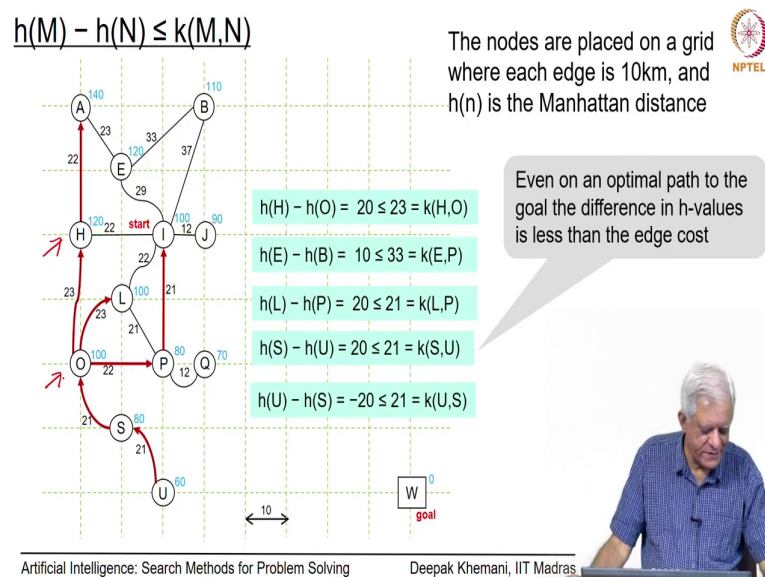 h(M) − h(N) ≤ k(M,N)
The nodes are placed on a grid
where each edge is 10km, and
h(n) is the Manhattan distance
NPTEL
Even on an optimal path to the
goal the difference in h-values
is less than the edge cost
h(H) − h(O) = 20 ≤ 23 = k(H,O)
h(E) − h(B) = 10 ≤ 33 = k(E,P)
h(L) − h(P) = 20 ≤ 21 = k(L,P)
h(S) − h(U) = 20 ≤ 21 = k(S,U)
h(U) − h(S) = −20 ≤ 21 = k(U,S)
A 140
B 110
23
33
37
E 120
22
29
H 120
22
start
I 100
12
J 90
22
23
L 100
23
21
21
O 100
22
P 80
12
Q 70
21
S 80
21
U 60
10
W 0
goal
Artificial Intelligence: Search Methods for Problem Solving
Deepak Khemani, IIT Madras